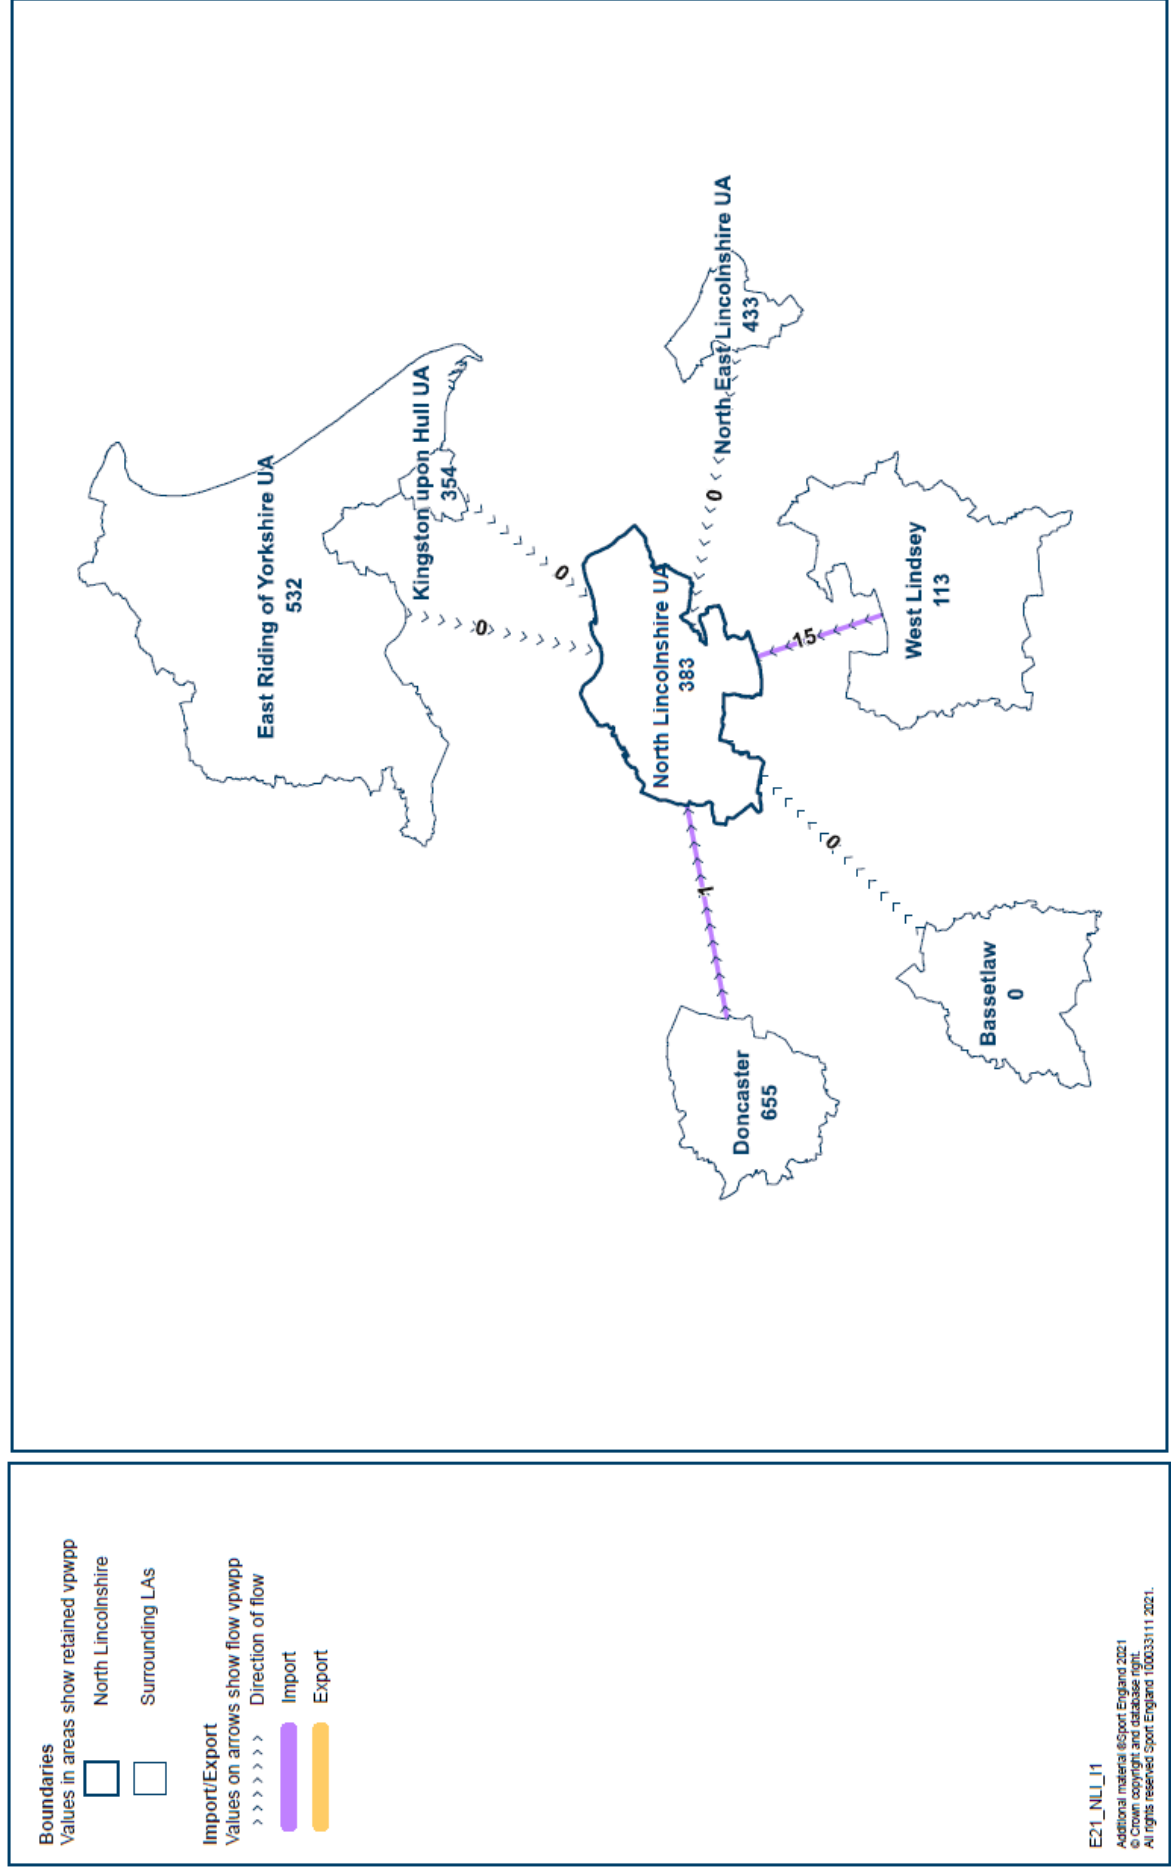 Boundaries
Values in areas show retained vpwpp
North Lincolnshire
Surrounding LAs
Import/Export
Values on arrows show flow vpwpp
Direction of flow
Import
Export
E21_NLI_I1
Additional material ©Sport England 2021
© Crown copyright and database right.
All rights reserved Sport England 100033111 2021.
East Riding of Yorkshire UA
532
Kingston upon Hull UA
354
0
0
North East Lincolnshire UA
433
0
North Lincolnshire UA
383
15
West Lindsey
113
1
Doncaster
655
0
Bassetlaw
0